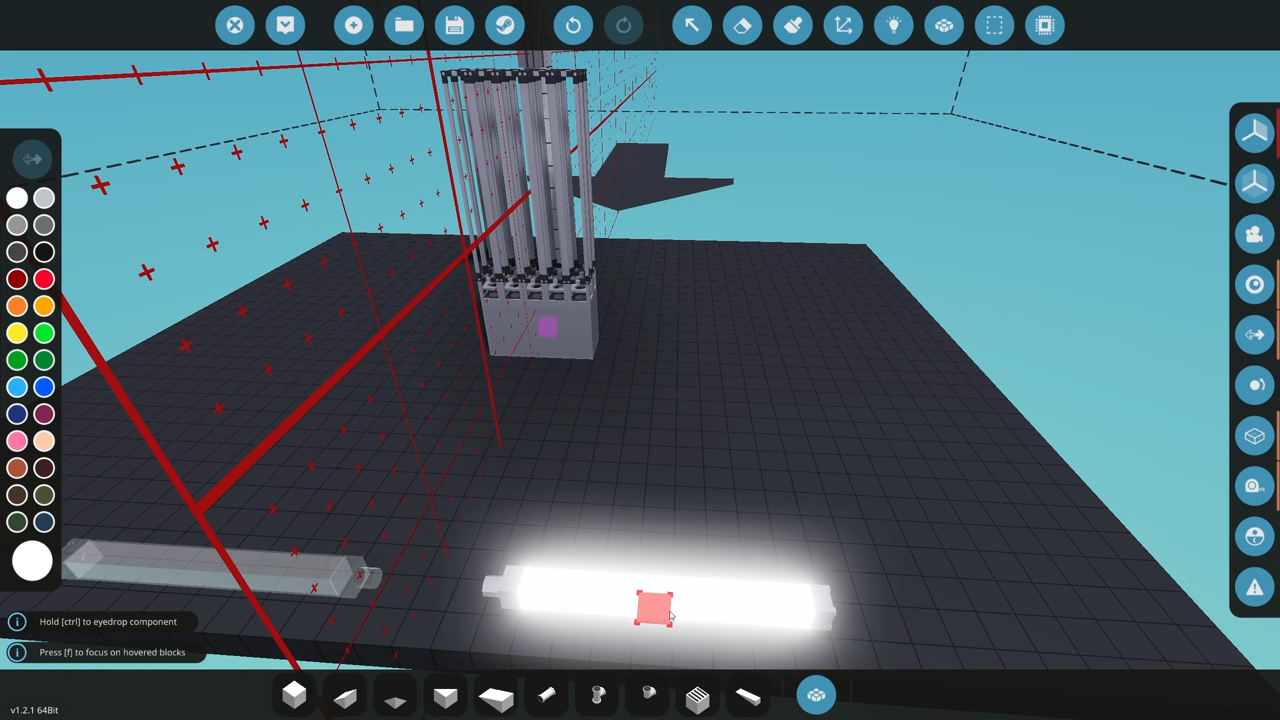 Hold [ctrl] to eyedrop component
Press [f] to focus on hovered blocks
v1.2.1 64Bit